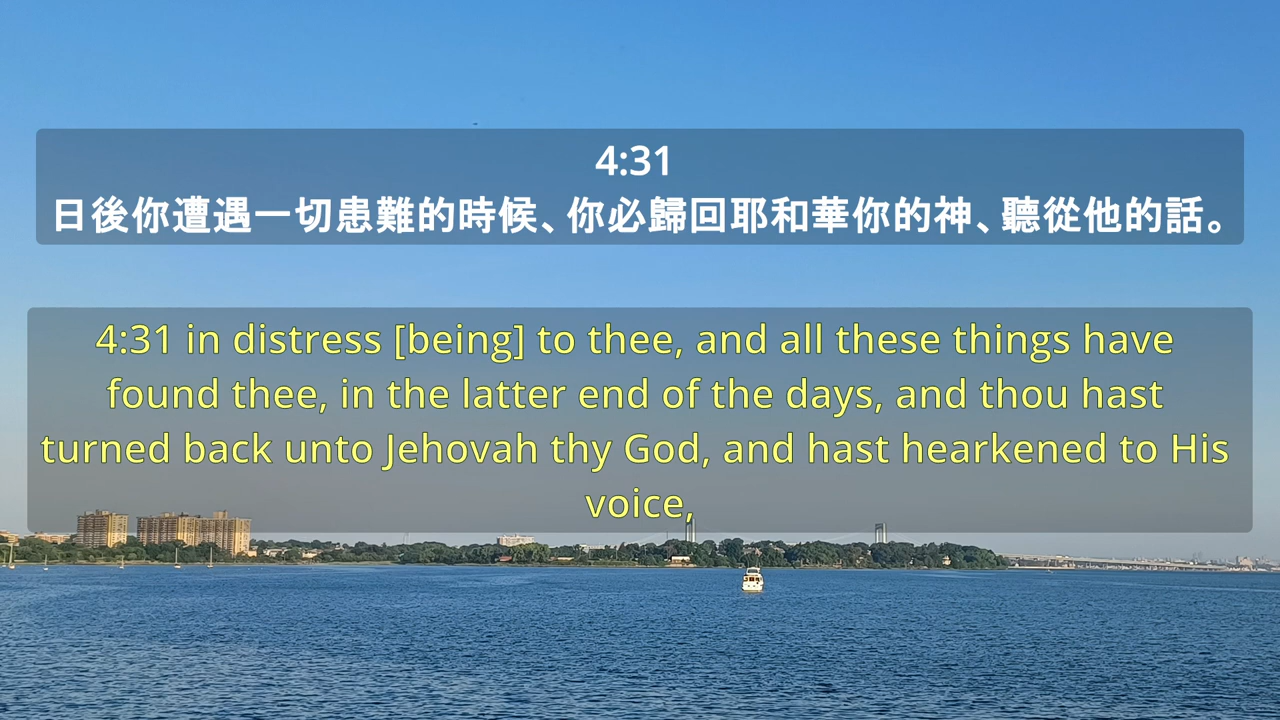 4:31
日後你遭遇一切患難的時候、你必歸回耶和華你的神、聽從他的話。
4:31 in distress [being] to thee, and all these things have
found thee, in the latter end of the days, and thou hast
turned back unto Jehovah thy God, and hast hearkened to His
voice,